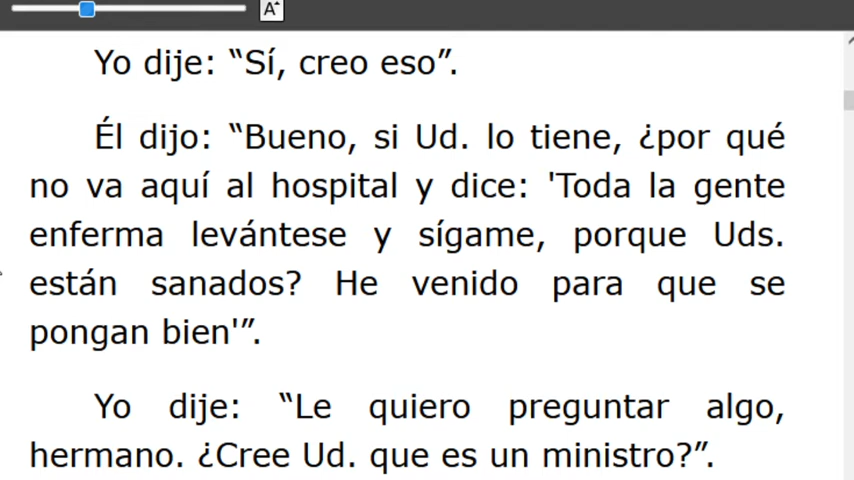 A
Yo dije: “Sí, creo eso”.
Él dijo: “Bueno, si Ud. lo tiene, ¿por qué
no va aquí al hospital y dice: 'Toda la gente
enferma levántese y sígame, porque Uds.
están sanados? He venido para que se
pongan bien'”.
Yo dije: “Le quiero preguntar algo,
hermano. ¿Cree Ud. que es un ministro?”.